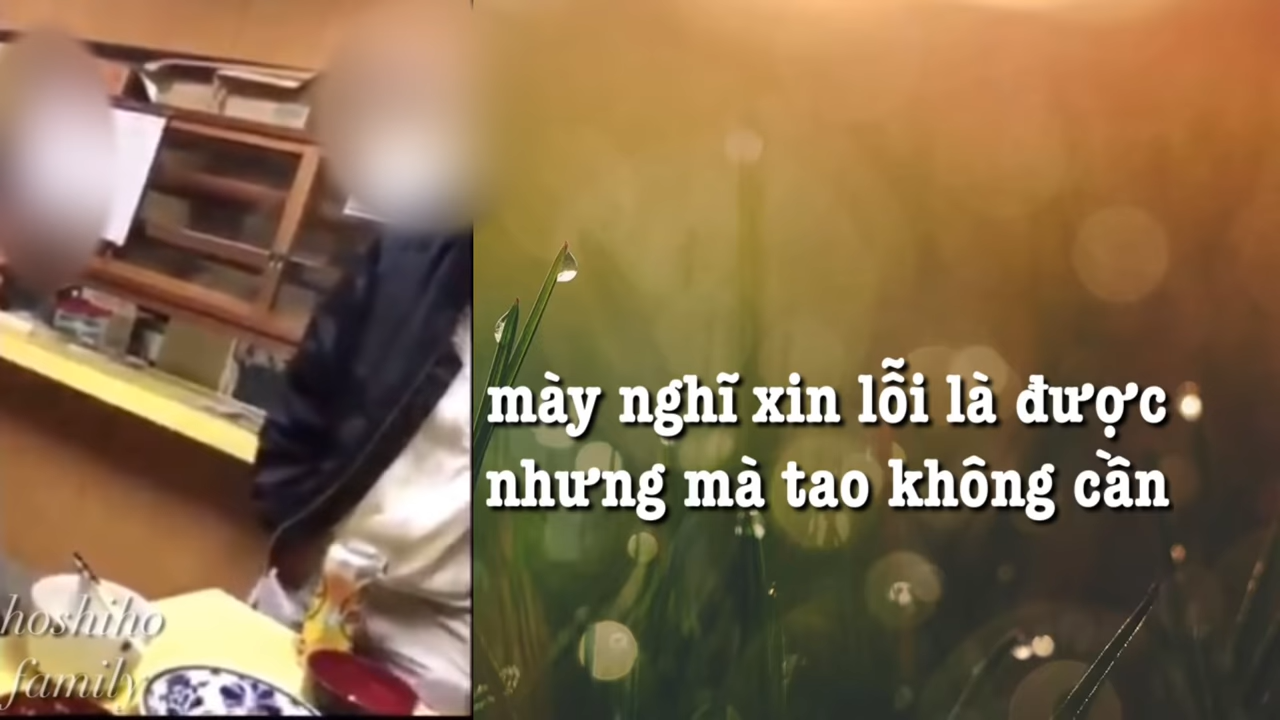 mày nghĩ xin lỗi là được
nhưng mà tao không cần
hoshiho
family